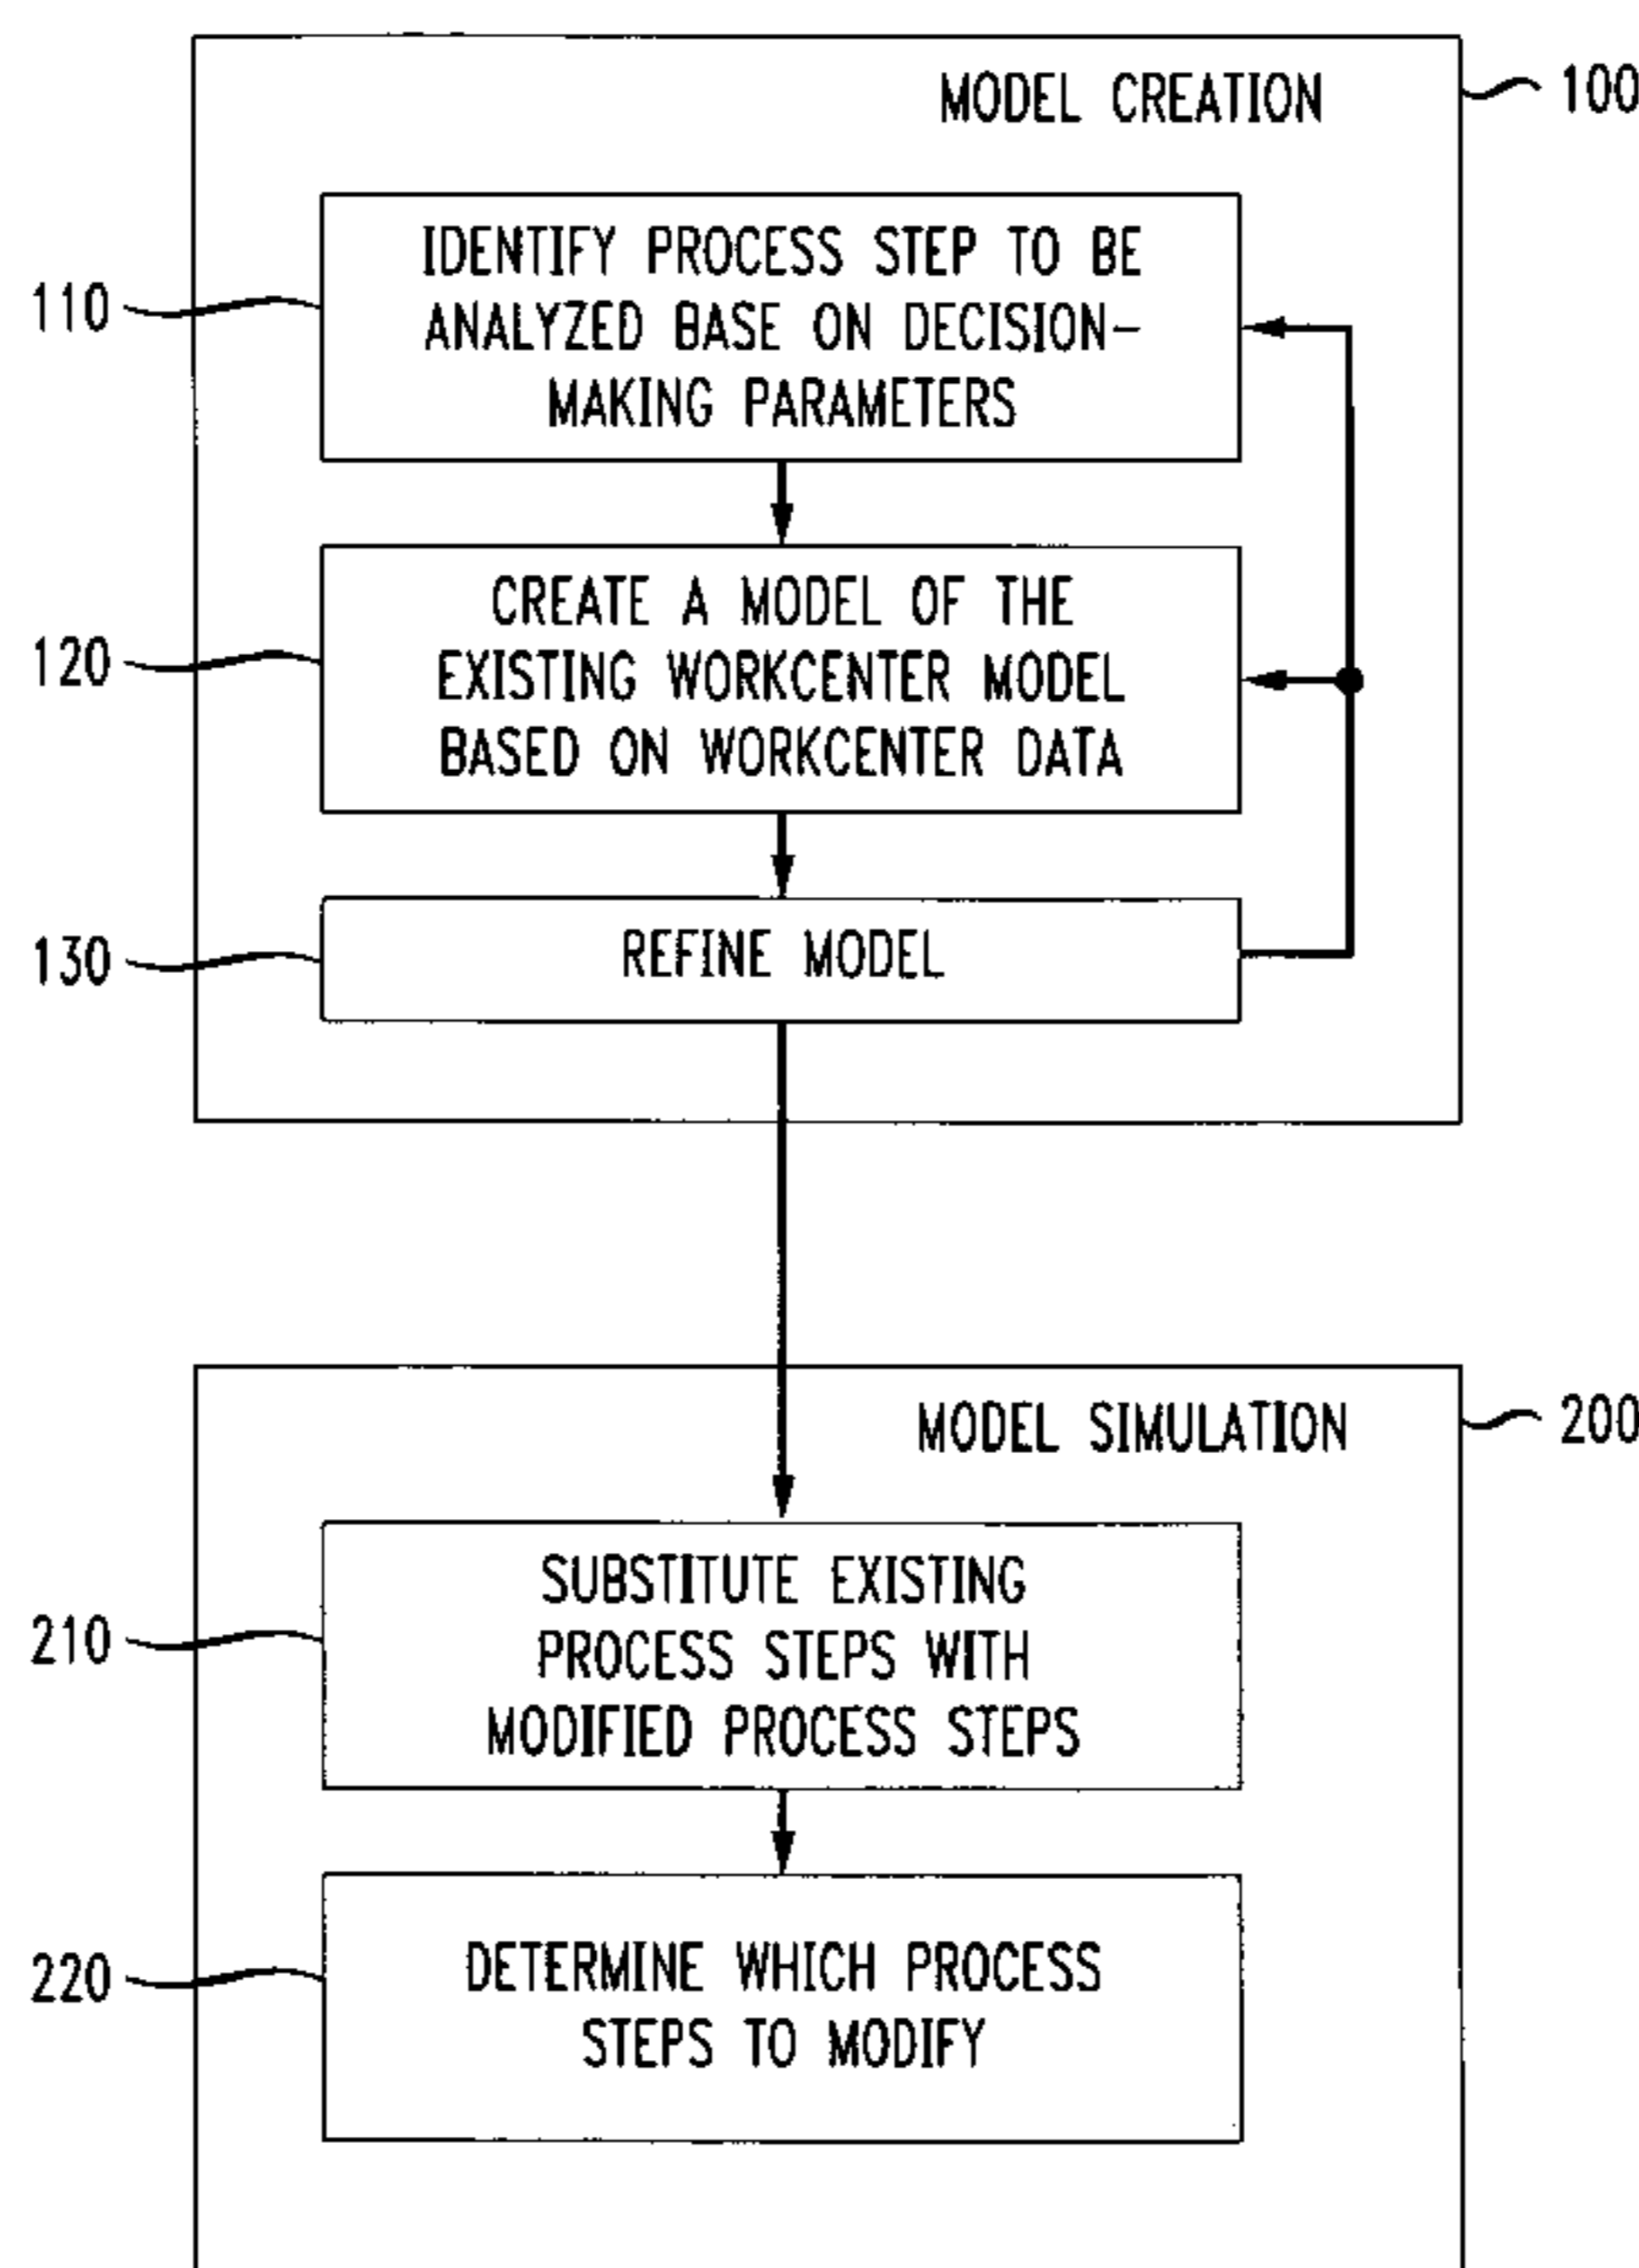 MODEL CREATION
100
IDENTIFY PROCESS STEP TO BE
ANALYZED BASE ON DECISION-
MAKING PARAMETERS
110
CREATE A MODEL OF THE
EXISTING WORKCENTER MODEL
BASED ON WORKCENTER DATA
120
REFINE MODEL
130
MODEL SIMULATION
200
SUBSTITUTE EXISTING
PROCESS STEPS WITH
MODIFIED PROCESS STEPS
210
DETERMINE WHICH PROCESS
STEPS TO MODIFY
220